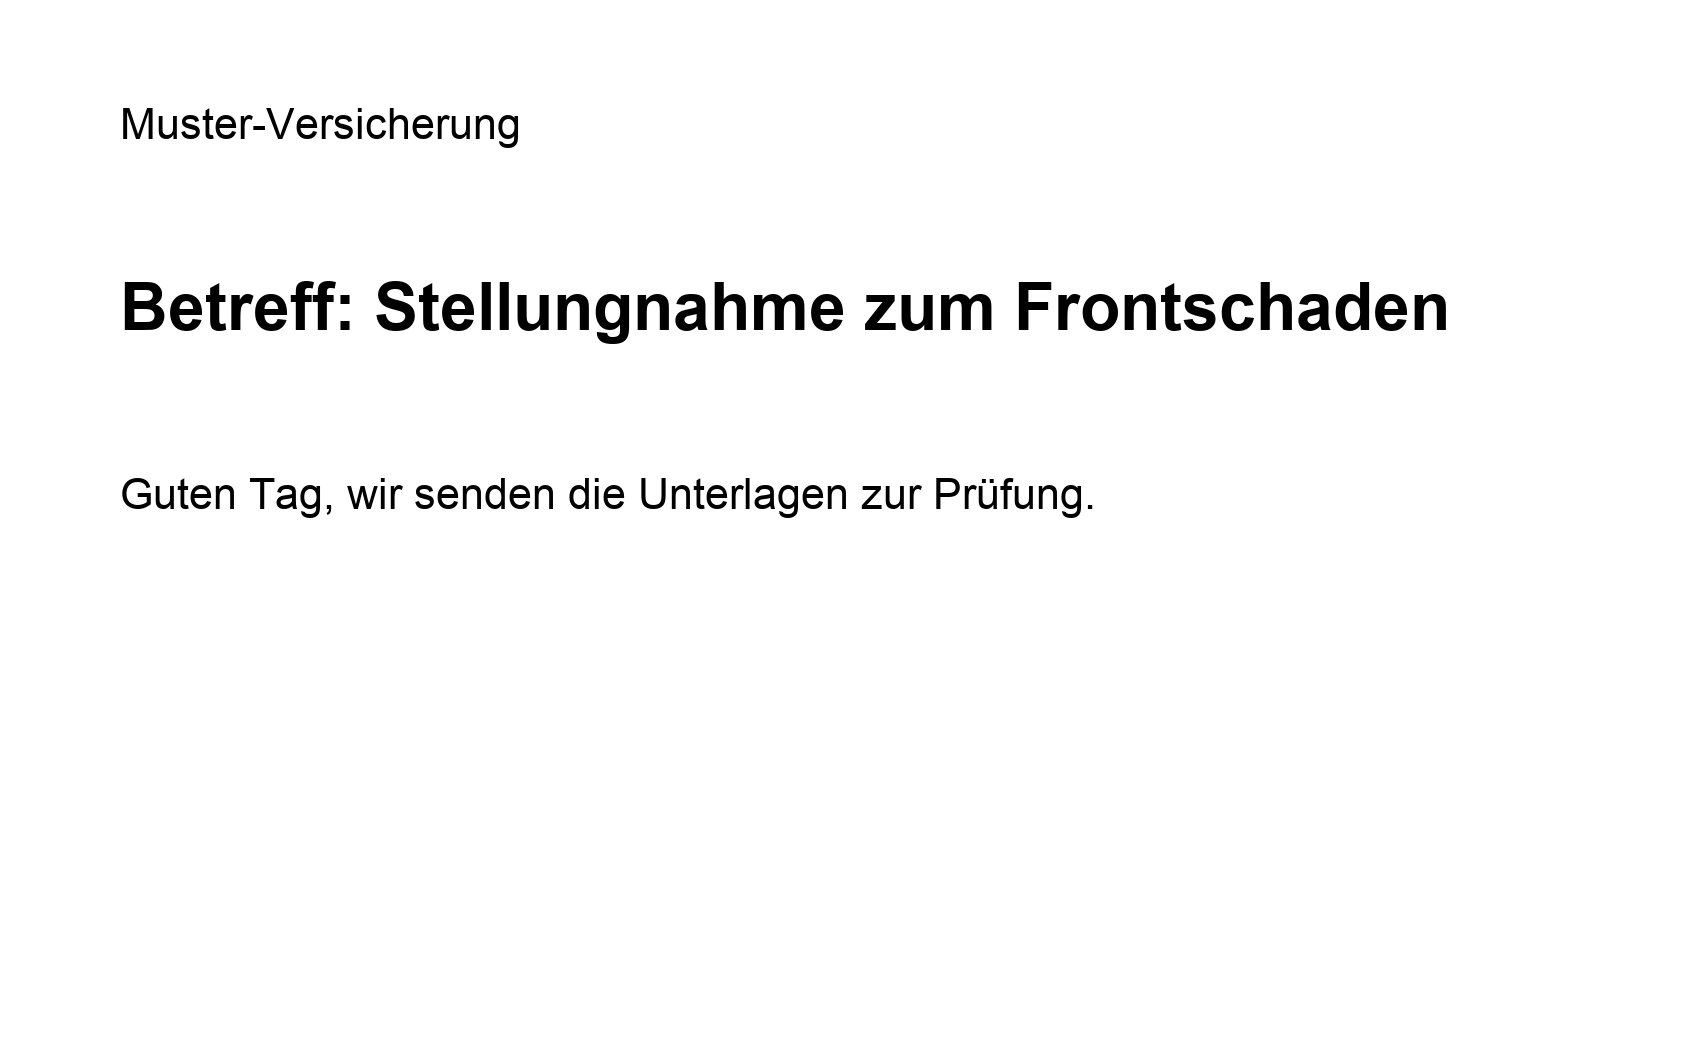 Muster-Versicherung
Betreff: Stellungnahme zum Frontschaden
Guten Tag, wir senden die Unterlagen zur Prüfung.